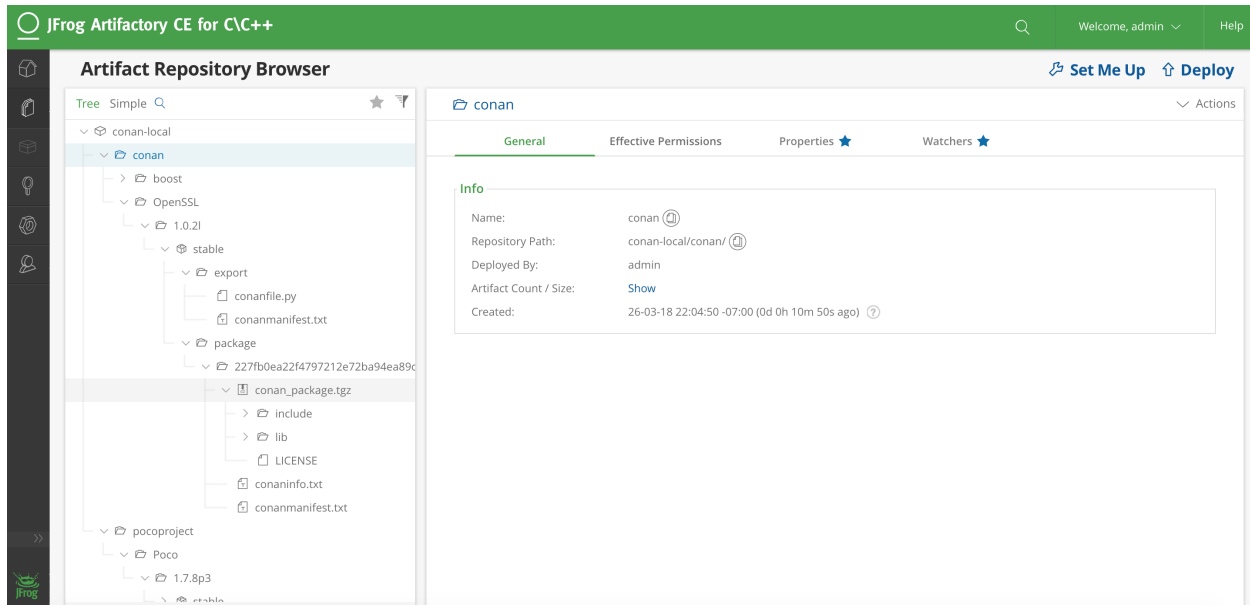 JFrog Artifactory CE for C\C++
Welcome, admin
Help
Artifact Repository Browser
Set Me Up
Deploy
Tree Simple
conan-local
conan
boost
OpenSSL
1.0.2l
stable
export
conanfile.py
conanmanifest.txt
package
227fb0ea22f4797212e72ba94ea89c
conan_package.tgz
include
lib
LICENSE
conaninfo.txt
conanmanifest.txt
pocoproject
Poco
1.7.8p3
stable
JFrog
conan
Actions
General
Effective Permissions
Properties
Watchers
Info
Name: conan
Repository Path: conan-local/conan/
Deployed By: admin
Artifact Count / Size: Show
Created: 26-03-18 22:04:50 -07:00 (0d 0h 10m 50s ago) ?